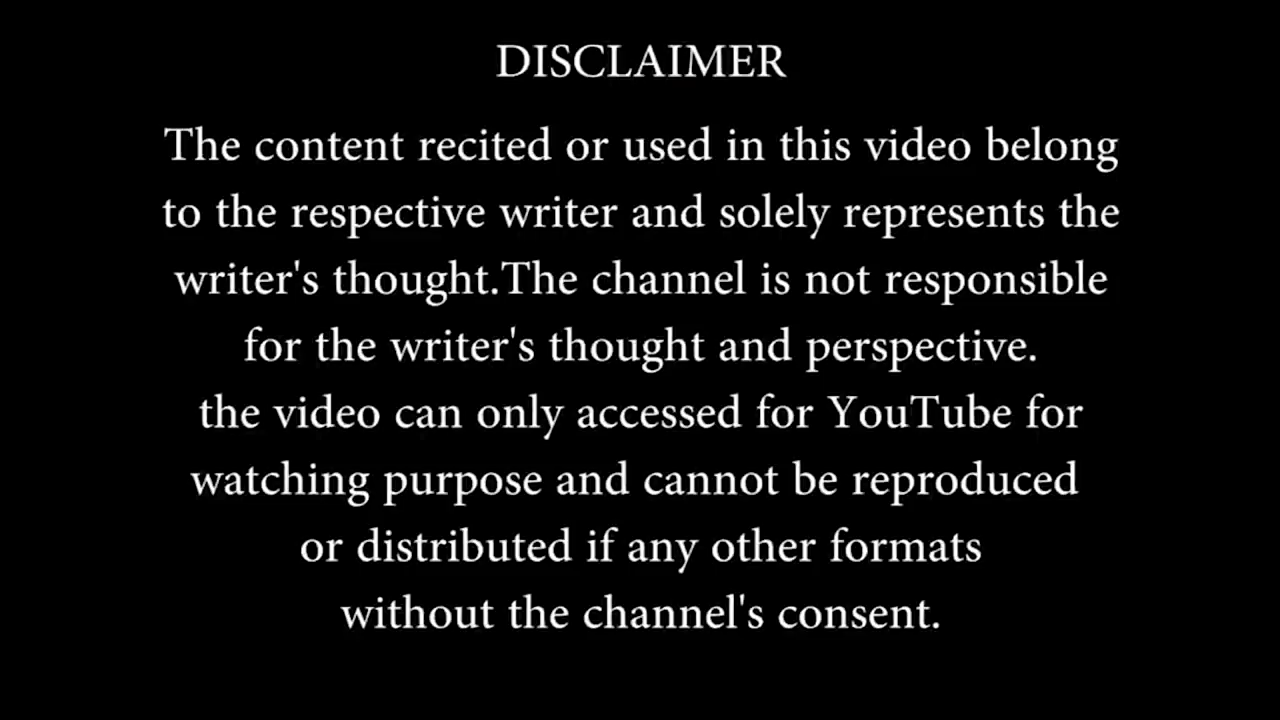 DISCLAIMER
The content recited or used in this video belong
to the respective writer and solely represents the
writer's thought.The channel is not responsible
for the writer's thought and perspective.
the video can only accessed for YouTube for
watching purpose and cannot be reproduced
or distributed if any other formats
without the channel's consent.